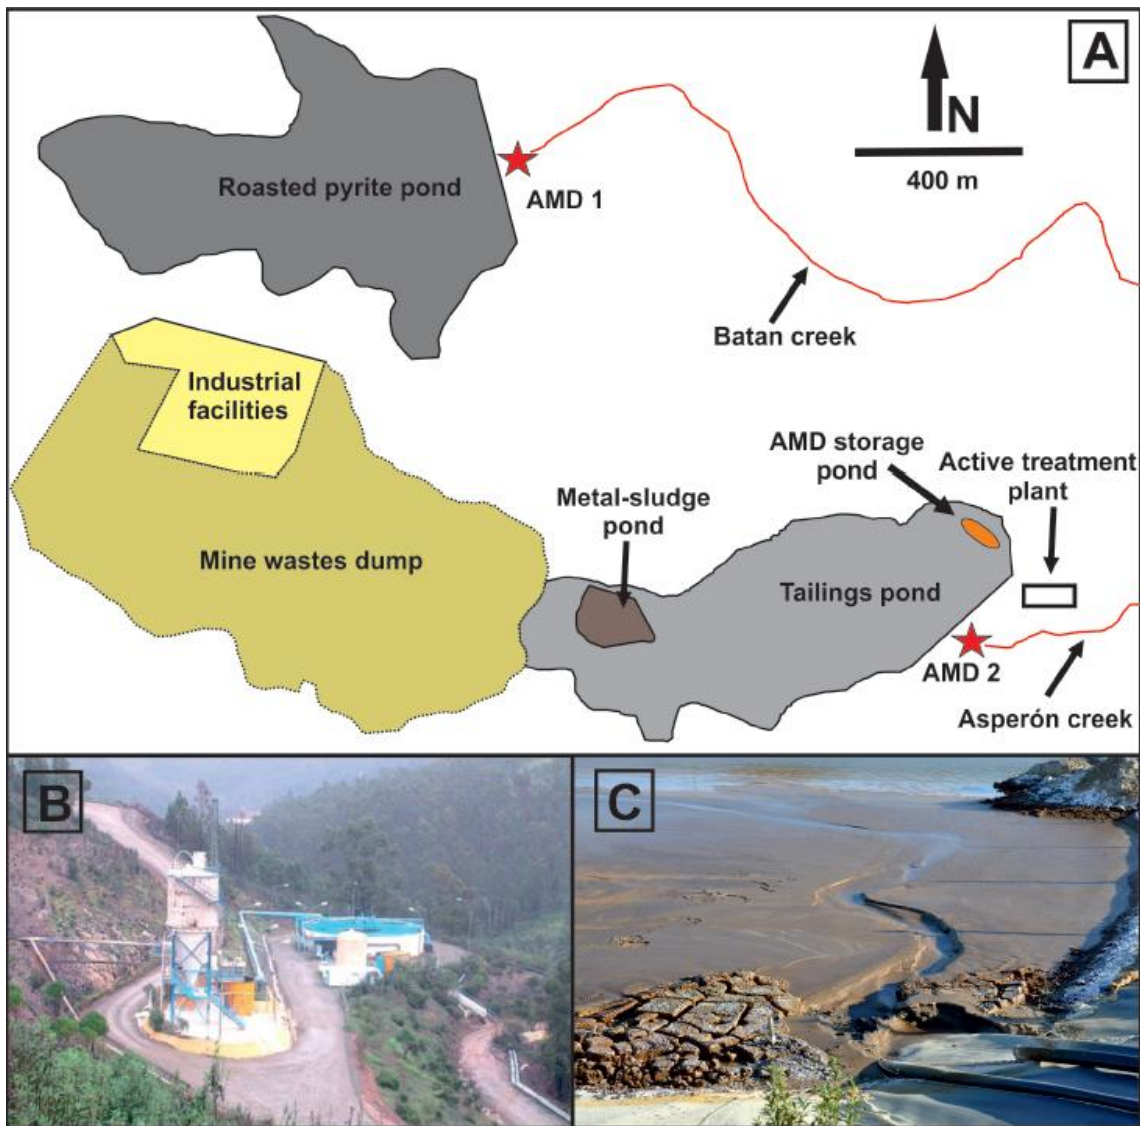 A
N
400 m
Roasted pyrite pond
AMD 1
Batan creek
Industrial
facilities
AMD storage
pond
Active treatment
plant
Metal-sludge
pond
Mine wastes dump
Tailings pond
AMD 2
Asperón creek
B
C